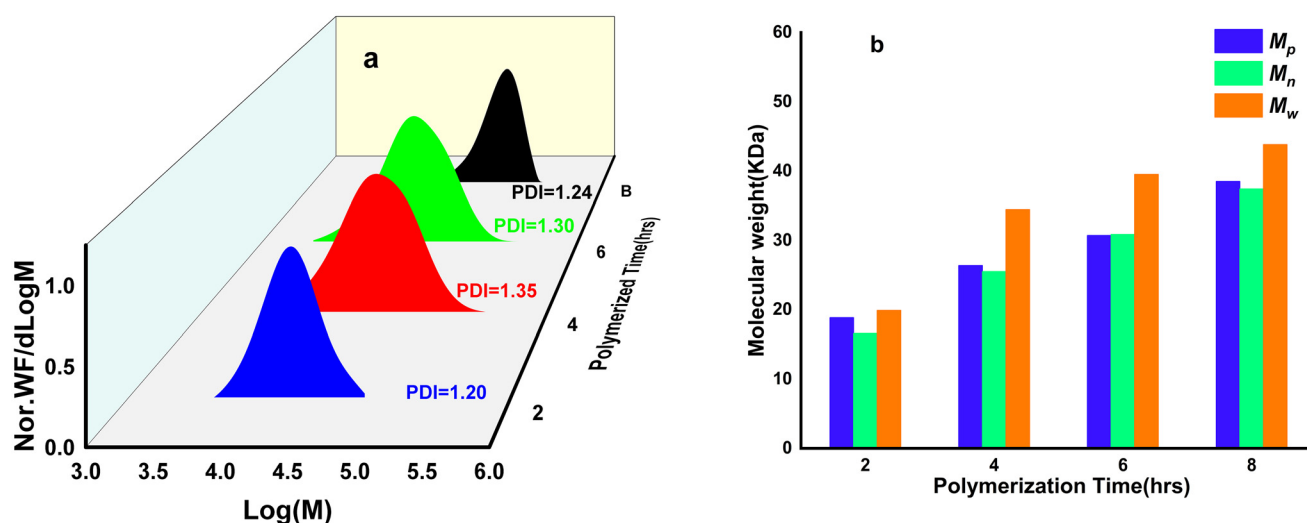 a
Nor.WF/dLogM
1.0
0.5
0.0
3.0 3.5 4.0 4.5 5.0 5.5 6.0
Log(M)
PDI=1.24
PDI=1.30
PDI=1.35
PDI=1.20
B
6
4
2
Polymerized Time(hrs)
b
Mp
Mn
Mw
Molecular weight(KDa)
60
50
40
30
20
10
0
2 4 6 8
Polymerization Time(hrs)